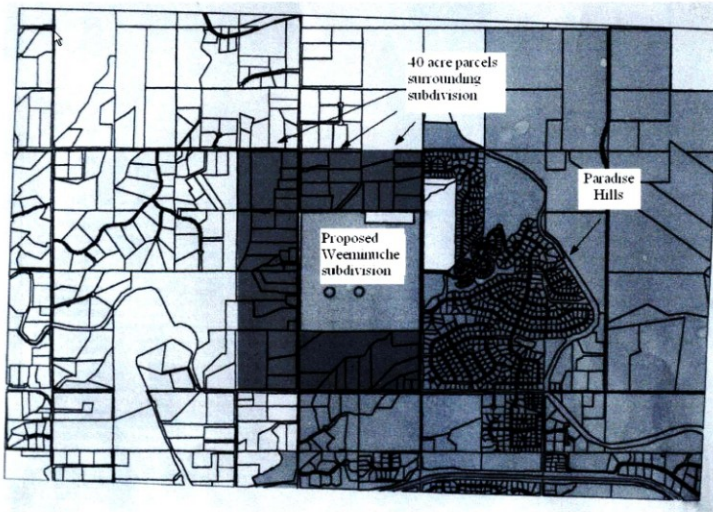 40 acre parcels
surrounding
subdivision
Paradise
Hills
Proposed
Weeminuche
subdivision